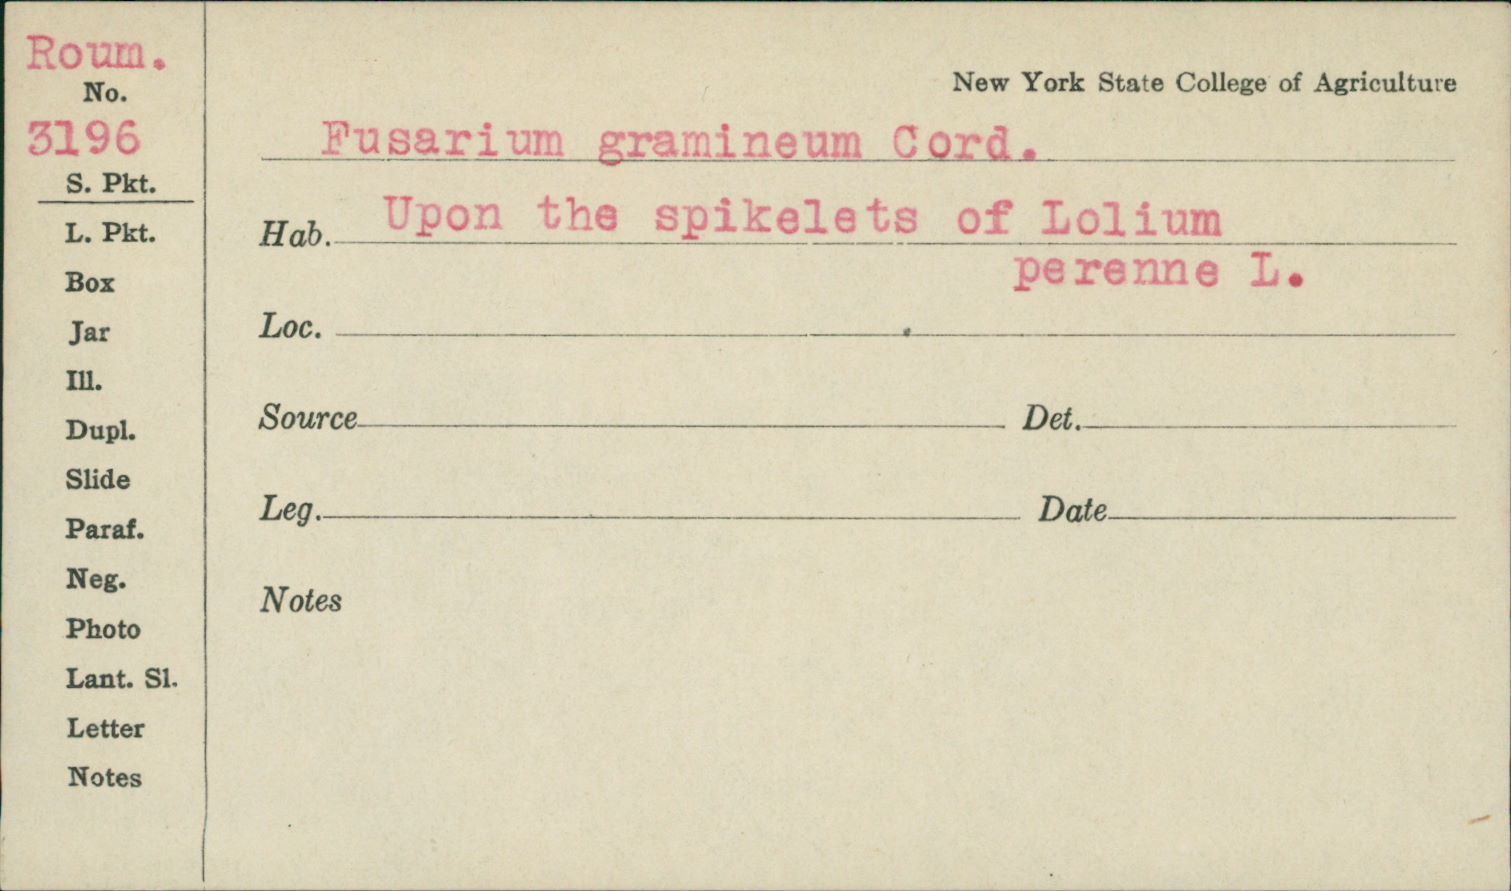 Roum.
No.
3196
S. Pkt.
L. Pkt.
Box
Jar
Ill.
Dupl.
Slide
Paraf.
Neg.
Photo
Lant. Sl.
Letter
Notes
New York State College of Agriculture
Fusarium gramineum Cord.
Hab. Upon the spikelets of Lolium
perenne L.
Loc.
Source Det.
Leg. Date
Notes